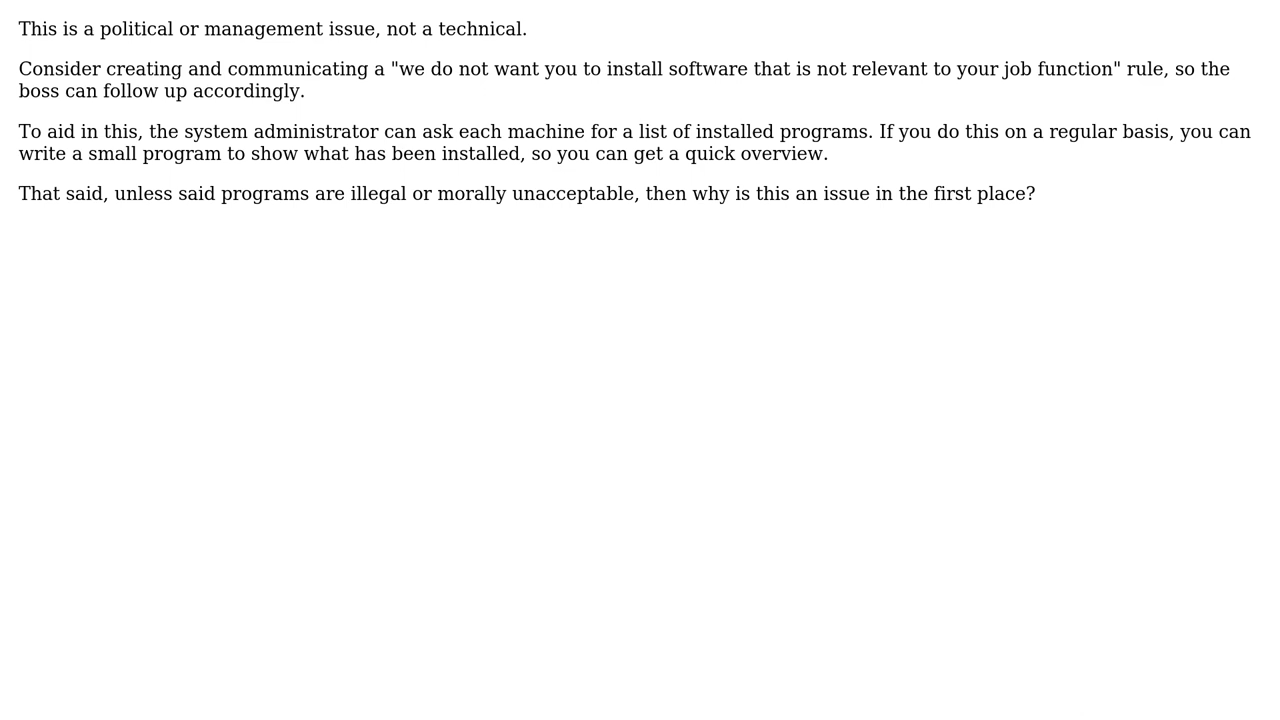 This is a political or management issue, not a technical.
Consider creating and communicating a "we do not want you to install software that is not relevant to your job function" rule, so the
boss can follow up accordingly.
To aid in this, the system administrator can ask each machine for a list of installed programs. If you do this on a regular basis, you can
write a small program to show what has been installed, so you can get a quick overview.
That said, unless said programs are illegal or morally unacceptable, then why is this an issue in the first place?